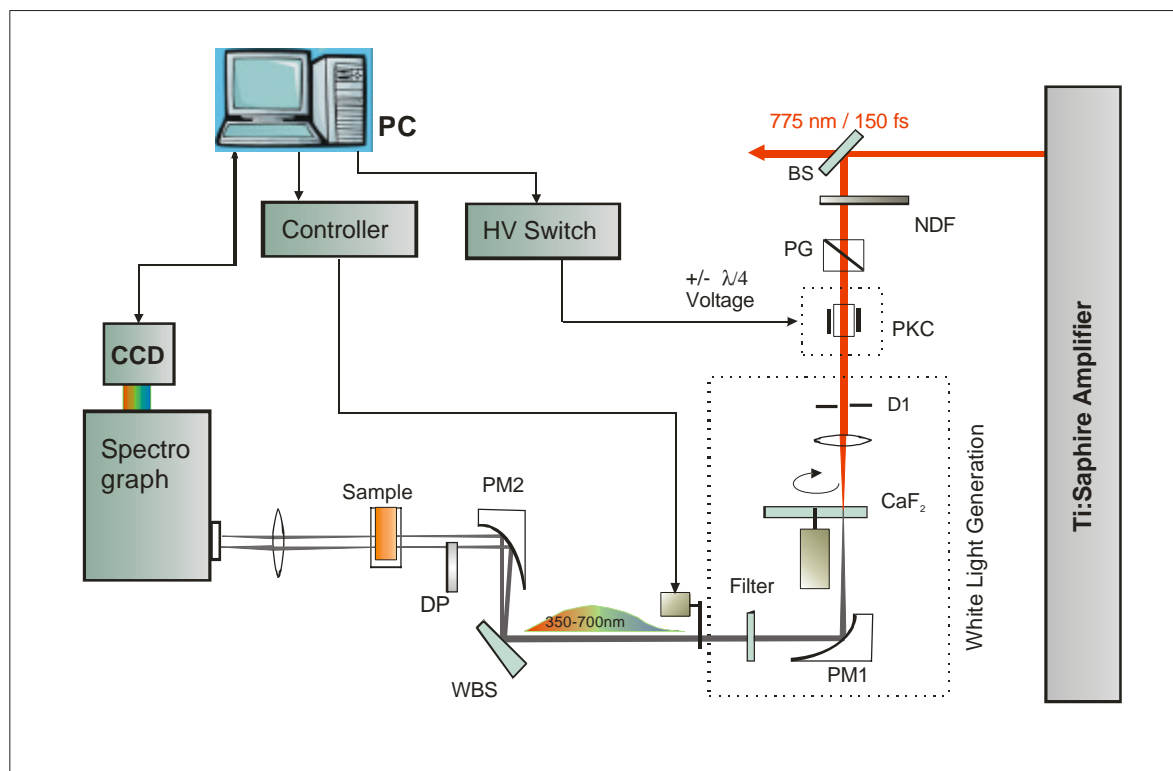 PC
775 nm / 150 fs
BS
Controller
HV Switch
NDF
PG
+/- λ/4
Voltage
PKC
CCD
D1
Spectro
graph
Sample
PM2
CaF₂
DP
Filter
350-700nm
WBS
PM1
White Light Generation
Ti:Saphire Amplifier